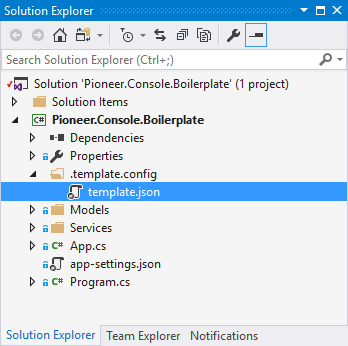 Solution Explorer
Search Solution Explorer (Ctrl+;)
Solution 'Pioneer.Console.Boilerplate' (1 project)
Solution Items
C# Pioneer.Console.Boilerplate
Dependencies
Properties
.template.config
template.json
Models
Services
C# App.cs
app-settings.json
C# Program.cs
Solution Explorer Team Explorer Notifications